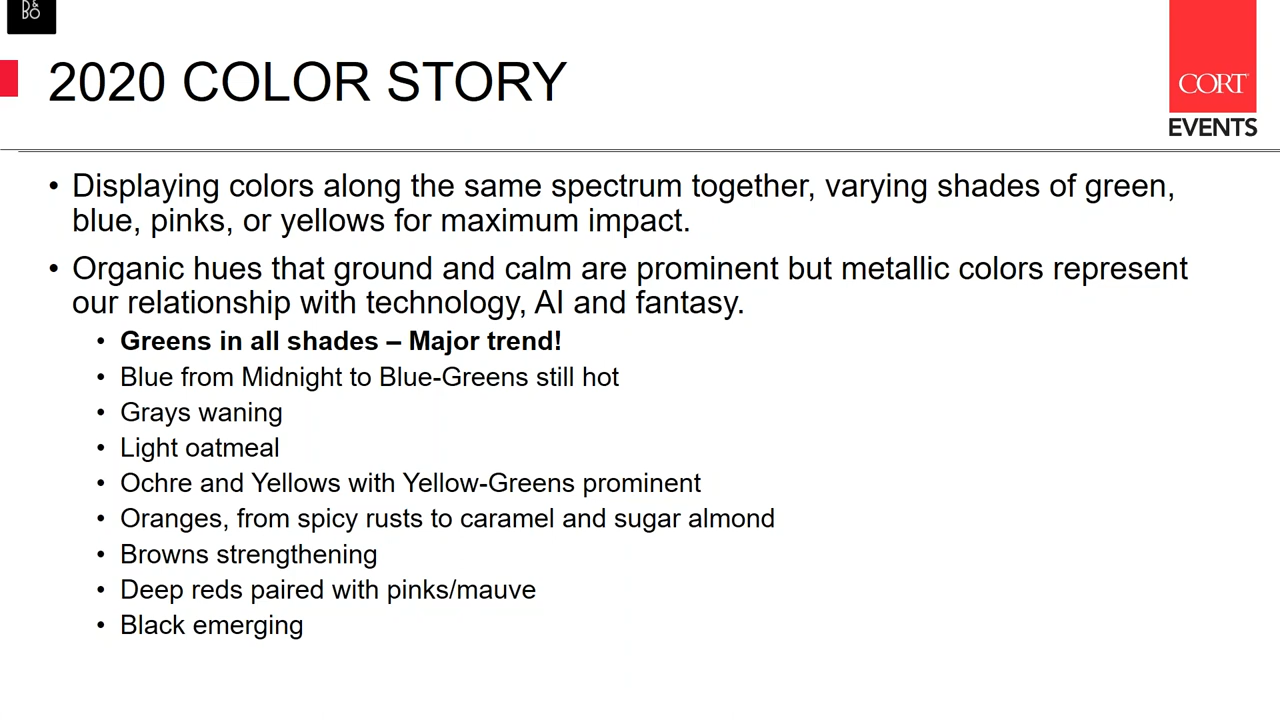 B&
BO
2020 COLOR STORY
CORT
EVENTS
• Displaying colors along the same spectrum together, varying shades of green,
blue, pinks, or yellows for maximum impact.
• Organic hues that ground and calm are prominent but metallic colors represent
our relationship with technology, AI and fantasy.
• Greens in all shades – Major trend!
• Blue from Midnight to Blue-Greens still hot
• Grays waning
• Light oatmeal
• Ochre and Yellows with Yellow-Greens prominent
• Oranges, from spicy rusts to caramel and sugar almond
• Browns strengthening
• Deep reds paired with pinks/mauve
• Black emerging